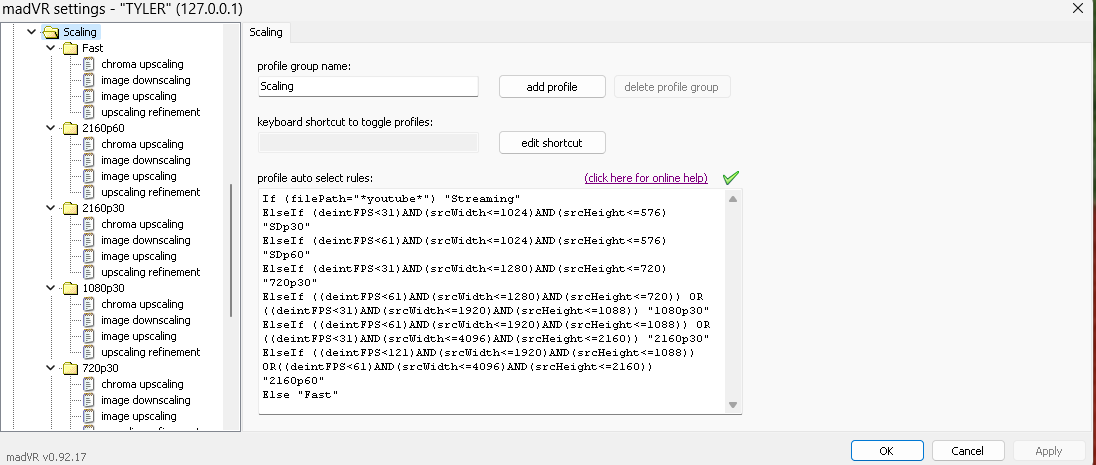 madVR settings - "TYLER" (127.0.0.1)
Scaling
Fast
chroma upscaling
image downscaling
image upscaling
upscaling refinement
2160p60
chroma upscaling
image downscaling
image upscaling
upscaling refinement
2160p30
chroma upscaling
image downscaling
image upscaling
upscaling refinement
1080p30
chroma upscaling
image downscaling
image upscaling
upscaling refinement
720p30
chroma upscaling
image downscaling
image upscaling
Scaling
profile group name:
Scaling
add profile
delete profile group
keyboard shortcut to toggle profiles:
edit shortcut
profile auto select rules:
(click here for online help)
If (filePath="*youtube*") "Streaming"
ElseIf (deintFPS<31)AND(srcWidth<=1024)AND(srcHeight<=576)
"SDp30"
ElseIf (deintFPS<61)AND(srcWidth<=1024)AND(srcHeight<=576)
"SDp60"
ElseIf (deintFPS<31)AND(srcWidth<=1280)AND(srcHeight<=720)
"720p30"
ElseIf ((deintFPS<61)AND(srcWidth<=1280)AND(srcHeight<=720)) OR
((deintFPS<31)AND(srcWidth<=1920)AND(srcHeight<=1088)) "1080p30"
ElseIf ((deintFPS<61)AND(srcWidth<=1920)AND(srcHeight<=1088)) OR
((deintFPS<31)AND(srcWidth<=4096)AND(srcHeight<=2160)) "2160p30"
ElseIf ((deintFPS<121)AND(srcWidth<=1920)AND(srcHeight<=1088))
OR((deintFPS<61)AND(srcWidth<=4096)AND(srcHeight<=2160))
"2160p60"
Else "Fast"
madVR v0.92.17
OK
Cancel
Apply